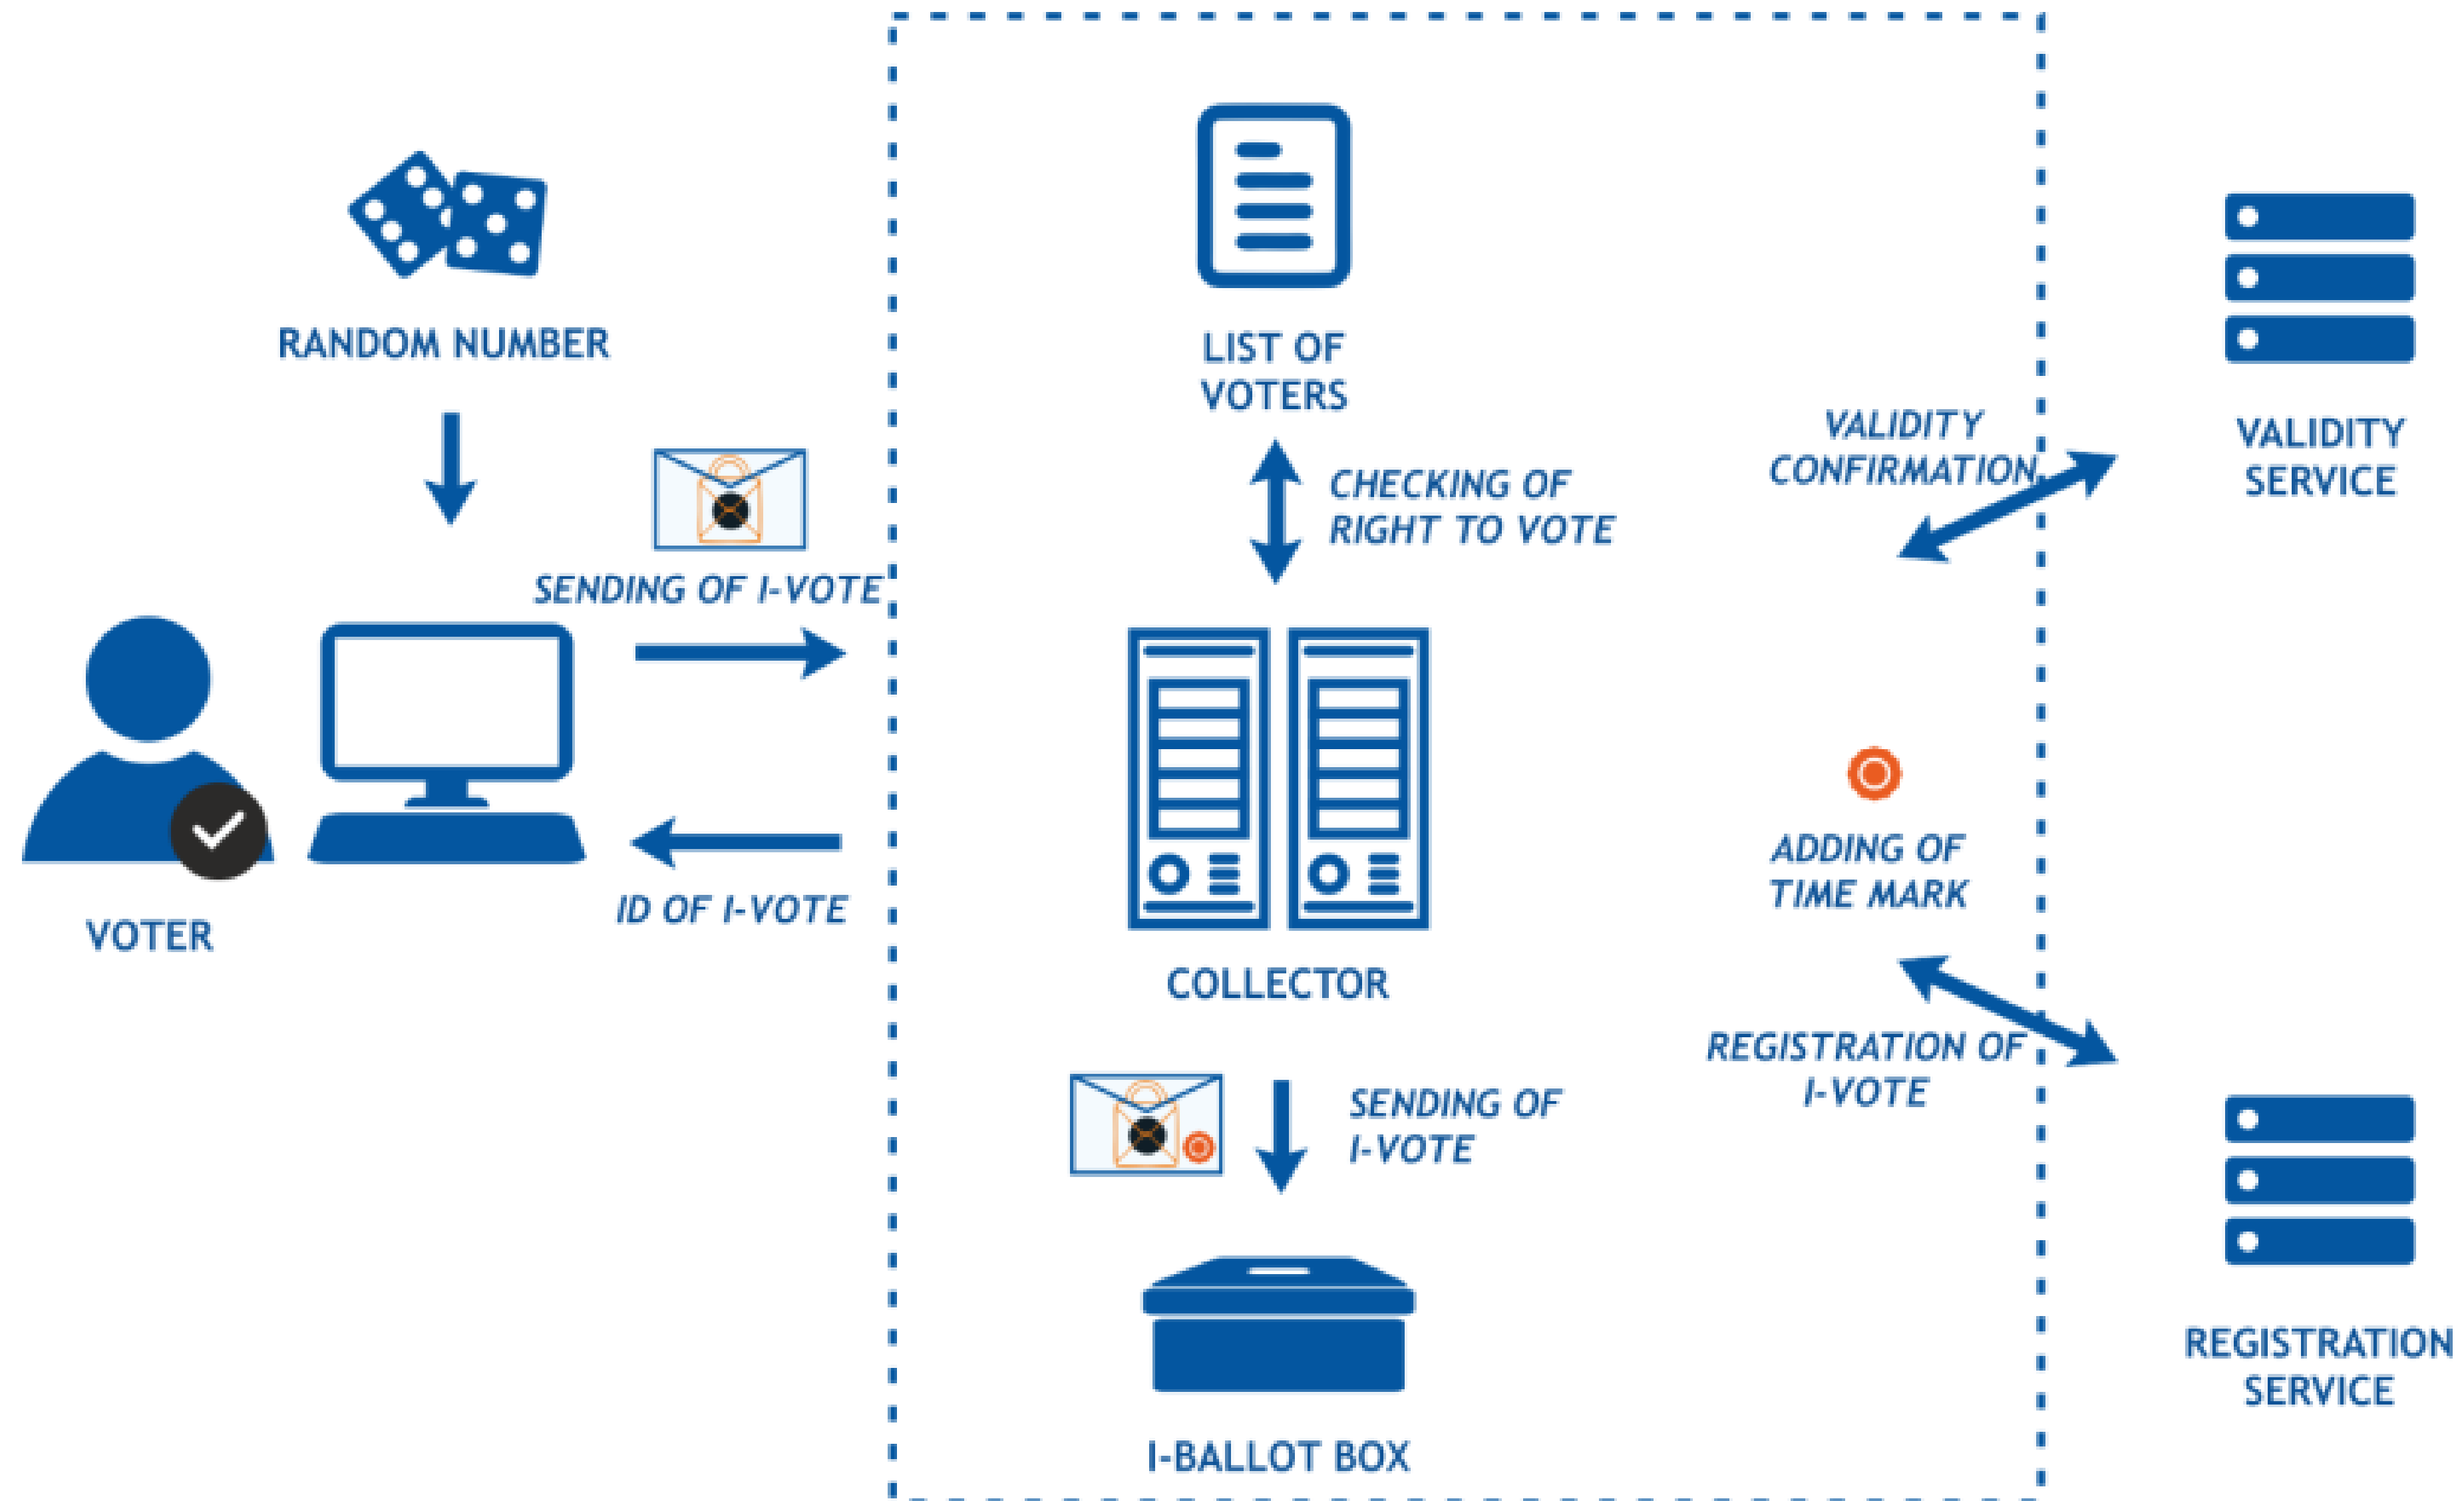 RANDOM NUMBER
SENDING OF I-VOTE
ID OF I-VOTE
VOTER
LIST OF
VOTERS
CHECKING OF
RIGHT TO VOTE
COLLECTOR
SENDING OF
I-VOTE
I-BALLOT BOX
VALIDITY
CONFIRMATION
ADDING OF
TIME MARK
REGISTRATION OF
I-VOTE
VALIDITY
SERVICE
REGISTRATION
SERVICE